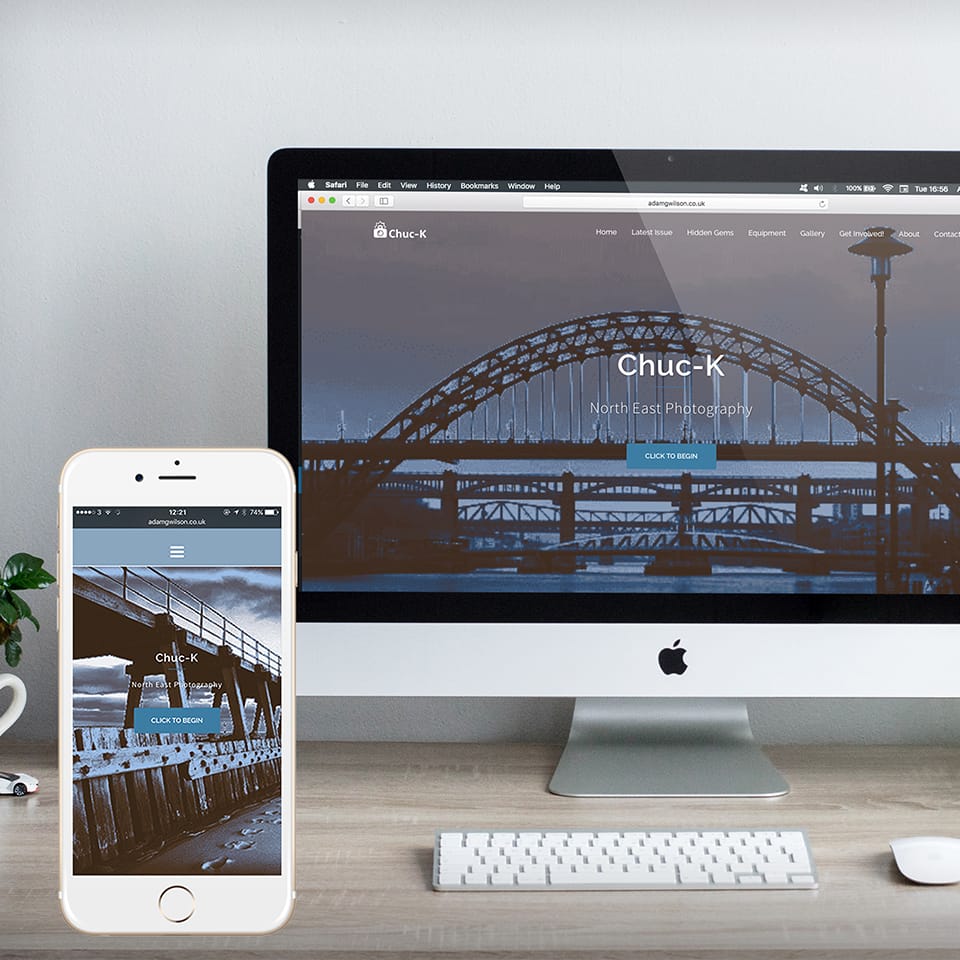 Safari File Edit View History Bookmarks Window Help 100% Tue 16:56
adamgwilson.co.uk
Chuc-K Home Latest Issue Hidden Gems Equipment Gallery Get Involved! About Contact
Chuc-K
North East Photography
CLICK TO BEGIN
3 12:21 74%
adamgwilson.co.uk
Chuc-K
North East Photography
CLICK TO BEGIN